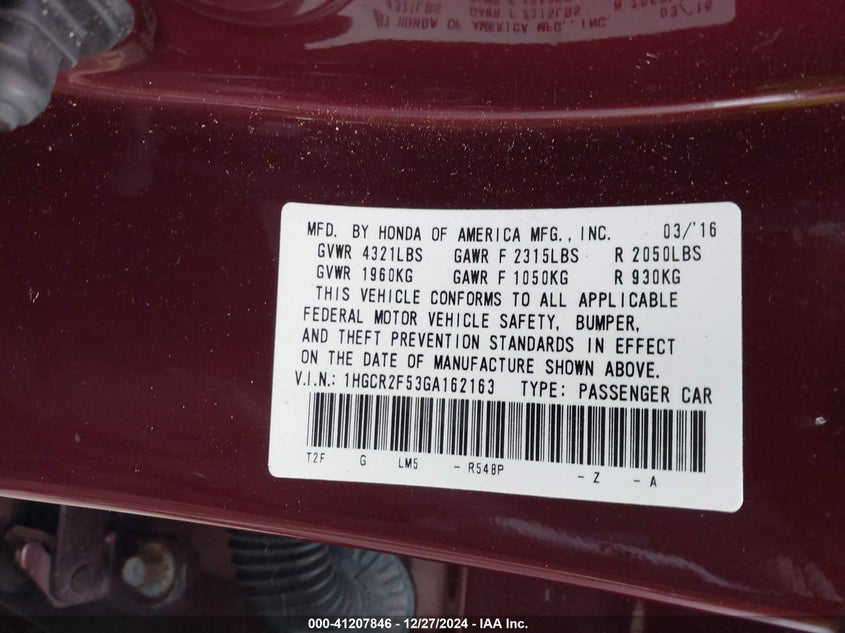 MFD. BY HONDA OF AMERICA MFG., INC. 03/'16
GVWR 4321LBS GAWR F 2315LBS R 2050LBS
GVWR 1960KG GAWR F 1050KG R 930KG
THIS VEHICLE CONFORMS TO ALL APPLICABLE
FEDERAL MOTOR VEHICLE SAFETY, BUMPER,
AND THEFT PREVENTION STANDARDS IN EFFECT
ON THE DATE OF MANUFACTURE SHOWN ABOVE.
V.I.N.: 1HGCR2F53GA162163 TYPE: PASSENGER CAR
T2F G LM5 - R548P - Z - A
000-41207846 - 12/27/2024 - IAA Inc.